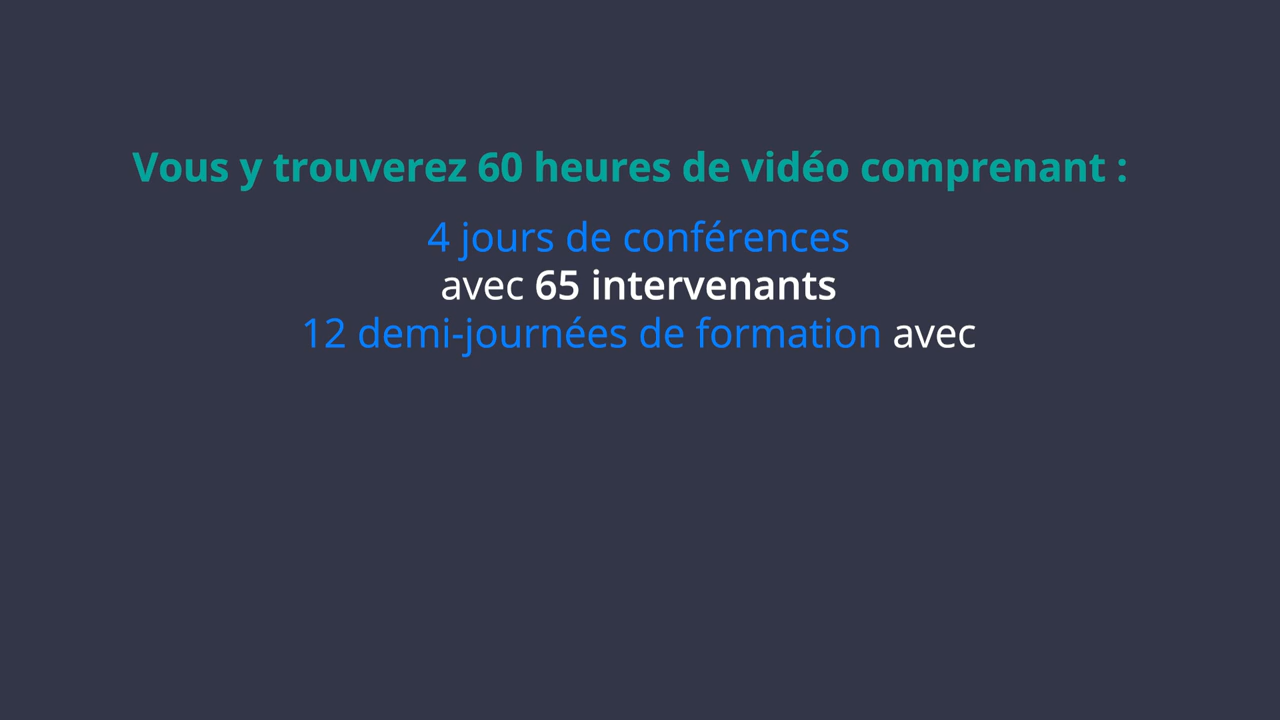 Vous y trouverez 60 heures de vidéo comprenant :
4 jours de conférences
avec 65 intervenants
12 demi-journées de formation avec